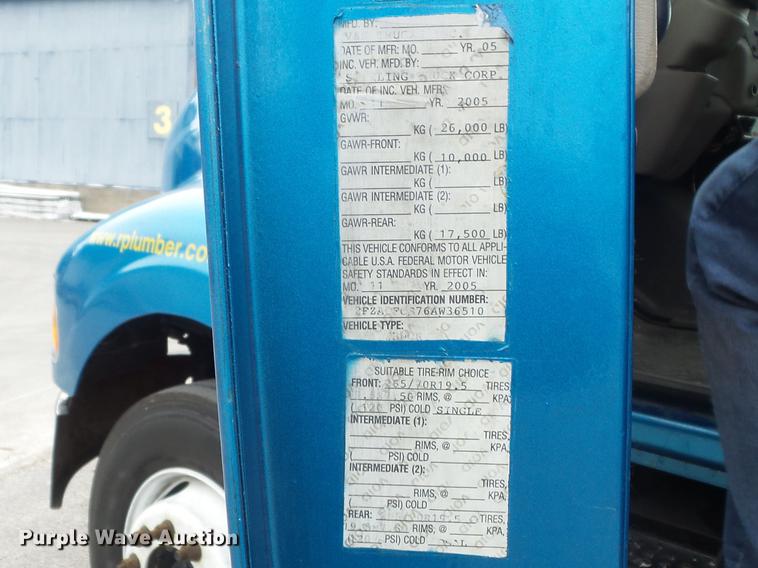 MFD. BY:
DATE OF MFR: MO. YR. 05
INC. VEH. MFD. BY:
CORP.
DATE OF INC. VEH. MFR:
MO. 11 YR. 2005
GVWR:
KG ( 26,000 LB)
GAWR-FRONT:
KG ( 10,000 LB)
GAWR INTERMEDIATE (1):
KG ( LB)
GAWR INTERMEDIATE (2):
KG ( LB)
GAWR-REAR:
KG ( 17,500 LB)
THIS VEHICLE CONFORMS TO ALL APPLI-
CABLE U.S.A. FEDERAL MOTOR VEHICLE
SAFETY STANDARDS IN EFFECT IN:
MO. 11 YR. 2005
VEHICLE IDENTIFICATION NUMBER:
VEHICLE TYPE:
SUITABLE TIRE-RIM CHOICE
FRONT: TIRES,
RIMS, @ KPA
PSI) COLD SINGLE
INTERMEDIATE (1):
TIRES,
RIMS, @ KPA
( PSI) COLD
INTERMEDIATE (2):
TIRES,
RIMS, @ KPA,
( PSI) COLD
REAR: TIRES,
RIMS, @ KPA,
PSI) COLD
3
www.rplumber.co
Purple Wave Auction